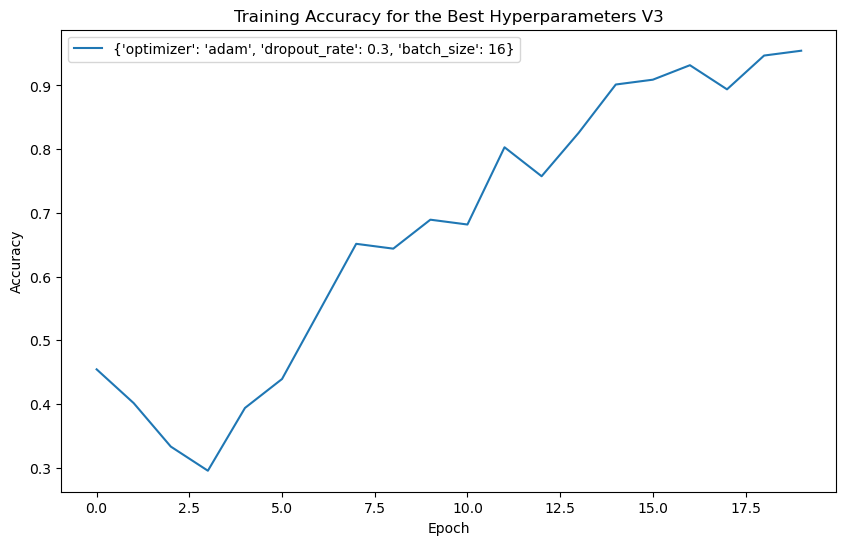 Training Accuracy for the Best Hyperparameters V3
{'optimizer': 'adam', 'dropout_rate': 0.3, 'batch_size': 16}
Accuracy
0.9
0.8
0.7
0.6
0.5
0.4
0.3
0.0 2.5 5.0 7.5 10.0 12.5 15.0 17.5
Epoch